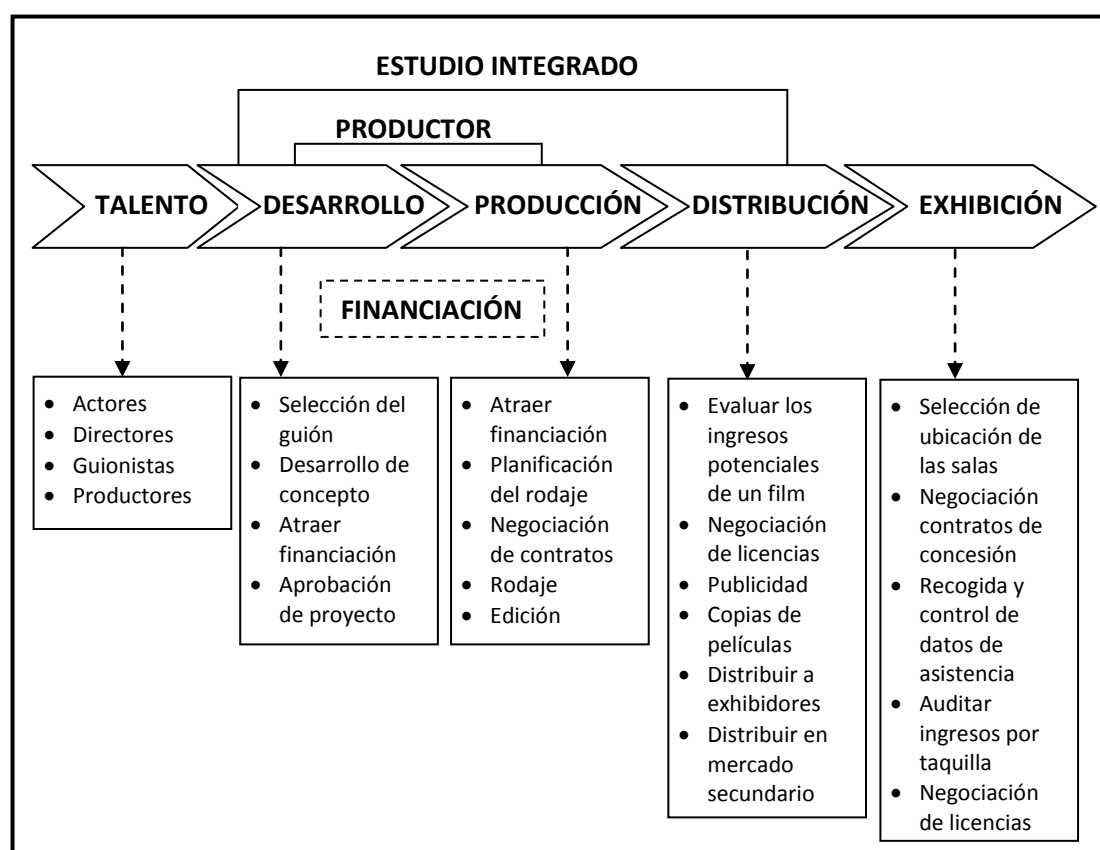 ESTUDIO INTEGRADO
PRODUCTOR
TALENTO
DESARROLLO
PRODUCCIÓN
DISTRIBUCIÓN
EXHIBICIÓN
FINANCIACIÓN
• Actores
• Directores
• Guionistas
• Productores
• Selección del
guión
• Desarrollo de
concepto
• Atraer
financiación
• Aprobación
de proyecto
• Atraer
financiación
• Planificación
del rodaje
• Negociación
de contratos
• Rodaje
• Edición
• Evaluar los
ingresos
potenciales
de un film
• Negociación
de licencias
• Publicidad
• Copias de
películas
• Distribuir a
exhibidores
• Distribuir en
mercado
secundario
• Selección de
ubicación de
las salas
• Negociación
contratos de
concesión
• Recogida y
control de
datos de
asistencia
• Auditar
ingresos por
taquilla
• Negociación
de licencias